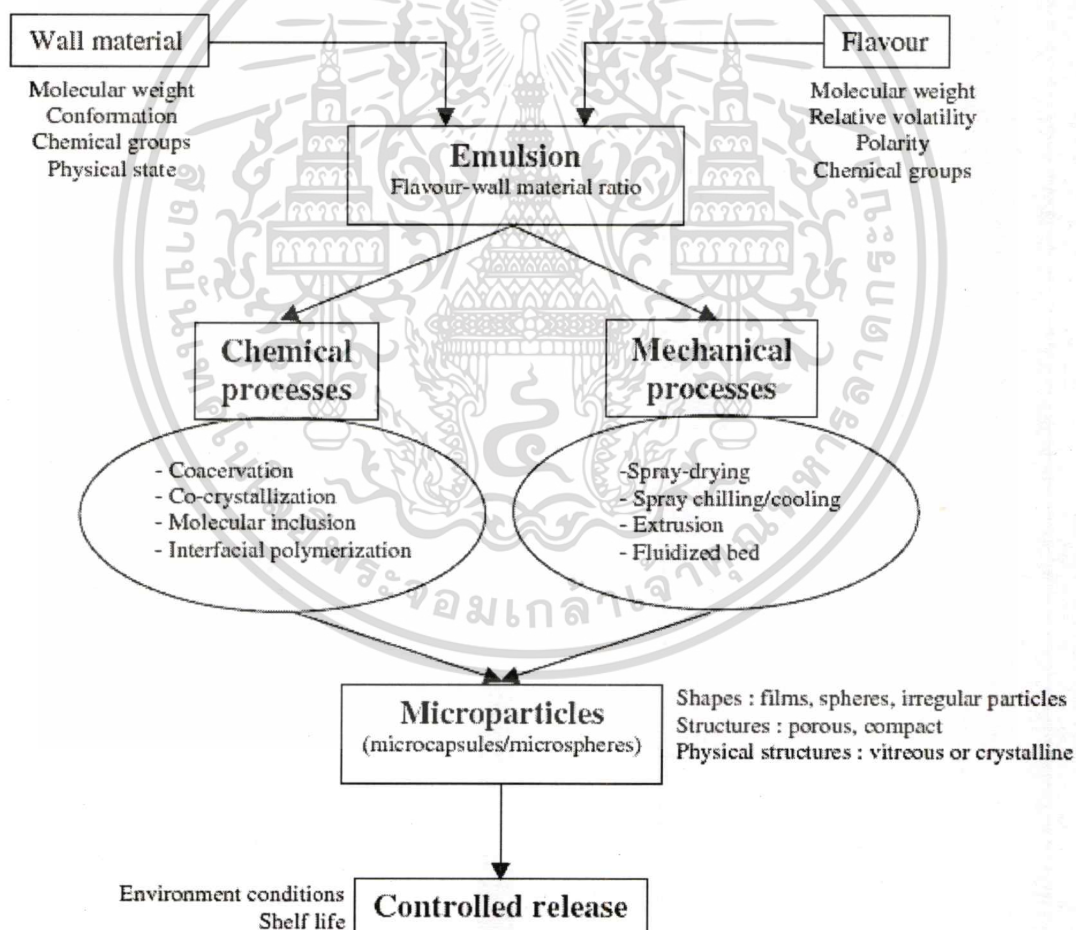 Wall material
Molecular weight
Conformation
Chemical groups
Physical state
Flavour
Molecular weight
Relative volatility
Polarity
Chemical groups
Emulsion
Flavour-wall material ratio
Chemical
processes
- Coacervation
- Co-crystallization
- Molecular inclusion
- Interfacial polymerization
Mechanical
processes
-Spray-drying
- Spray chilling/cooling
- Extrusion
- Fluidized bed
Microparticles
(microcapsules/microspheres)
Shapes : films, spheres, irregular particles
Structures : porous, compact
Physical structures : vitreous or crystalline
Environment conditions
Shelf life
Controlled release